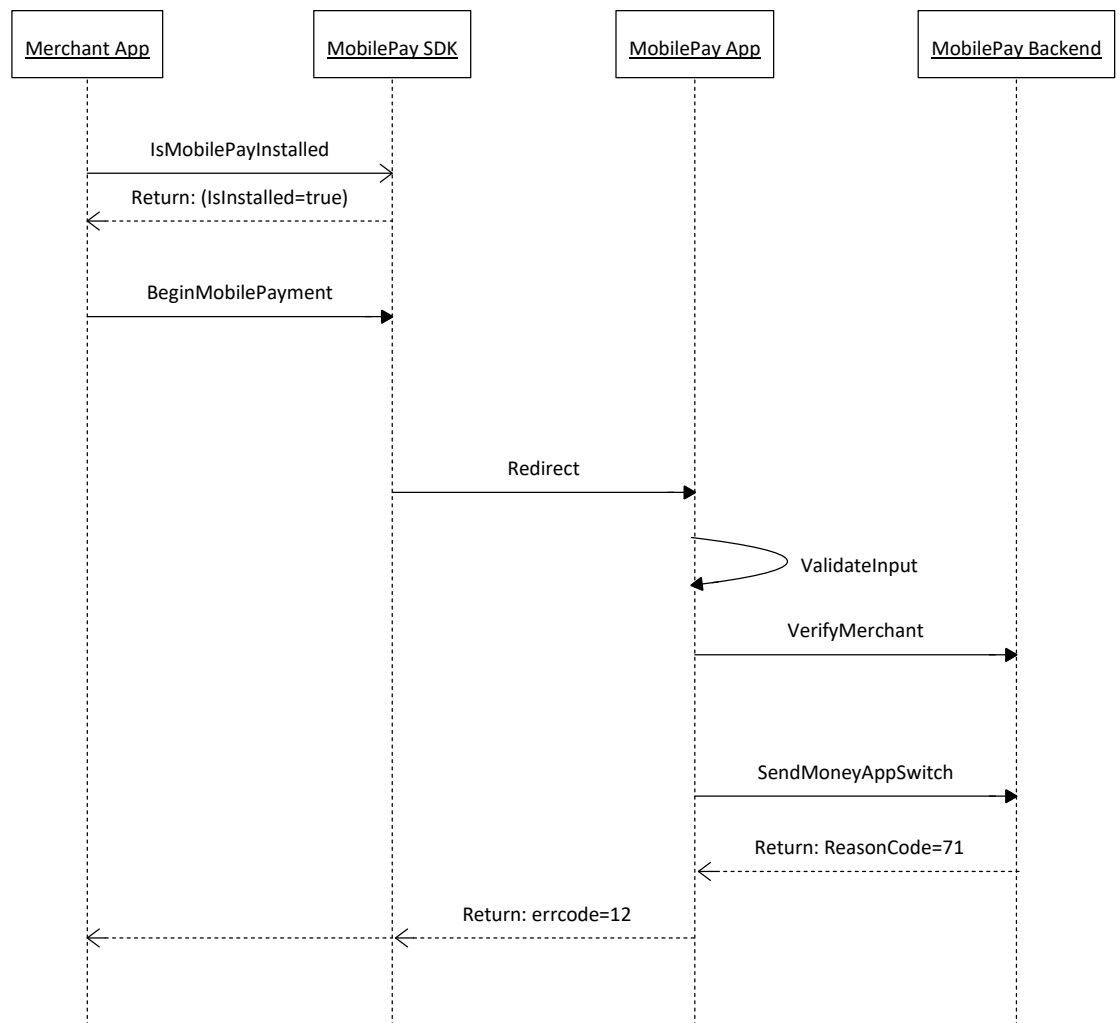 Merchant App
MobilePay SDK
MobilePay App
MobilePay Backend
IsMobilePayInstalled
Return: (IsInstalled=true)
BeginMobilePayment
Redirect
ValidateInput
VerifyMerchant
SendMoneyAppSwitch
Return: ReasonCode=71
Return: errcode=12